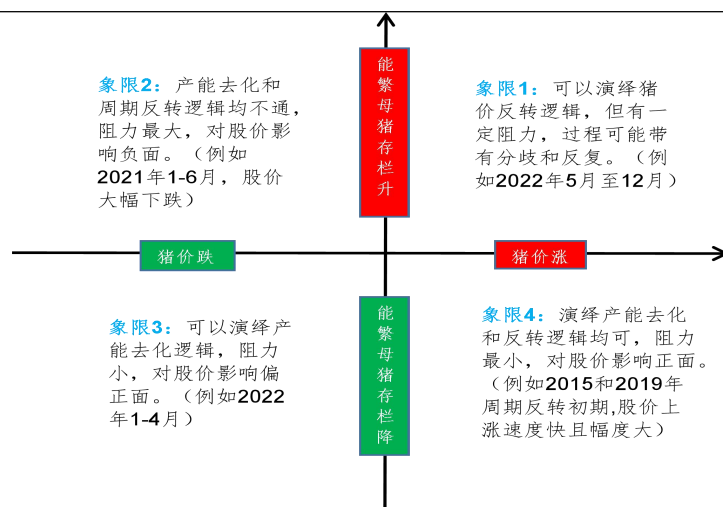 能繁母猪存栏升
象限2：产能去化和
周期反转逻辑均不通，
阻力最大，对股价影
响负面。（例如
2021年1-6月，股价
大幅下跌）
象限1：可以演绎猪
价反转逻辑，但有一
定阻力，过程可能带
有分歧和反复。（例
如2022年5月至12月）
猪价跌
猪价涨
象限3：可以演绎产
能去化逻辑，阻力
小，对股价影响偏
正面。（例如2022
年1-4月）
能繁母猪存栏降
象限4：演绎产能去化
和反转逻辑均可，阻力
最小，对股价影响正面。
（例如2015和2019年
周期反转初期,股价上
涨速度快且幅度大）